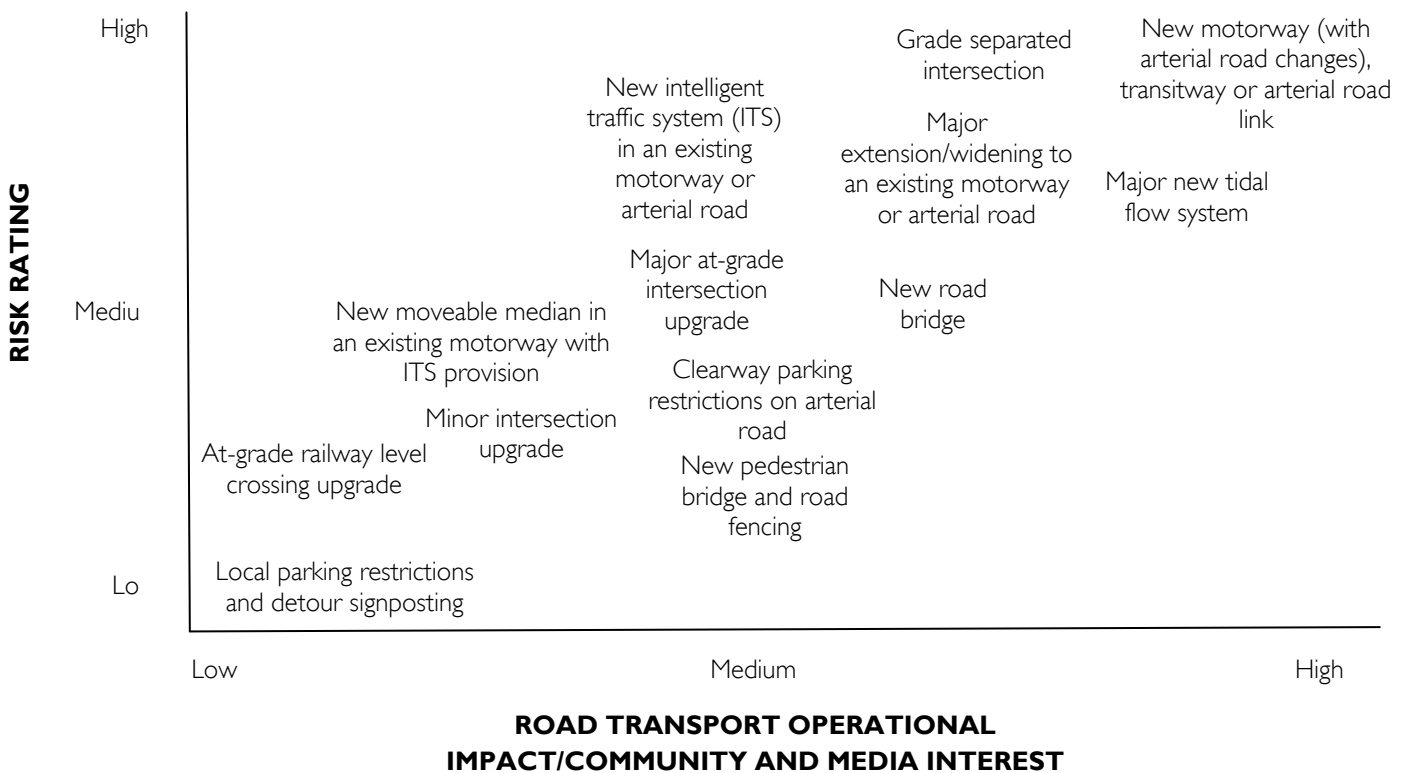 High
Grade separated
intersection
New motorway (with
arterial road changes),
transitway or arterial road
link
New intelligent
traffic system (ITS)
in an existing
motorway or
arterial road
Major
extension/widening to
an existing motorway
or arterial road
Major new tidal
flow system
RISK RATING
Mediu
New moveable median in
an existing motorway with
ITS provision
Major at-grade
intersection
upgrade
New road
bridge
Clearway parking
restrictions on arterial
road
Minor intersection
upgrade
At-grade railway level
crossing upgrade
New pedestrian
bridge and road
fencing
Lo
Local parking restrictions
and detour signposting
Low
Medium
High
ROAD TRANSPORT OPERATIONAL
IMPACT/COMMUNITY AND MEDIA INTEREST